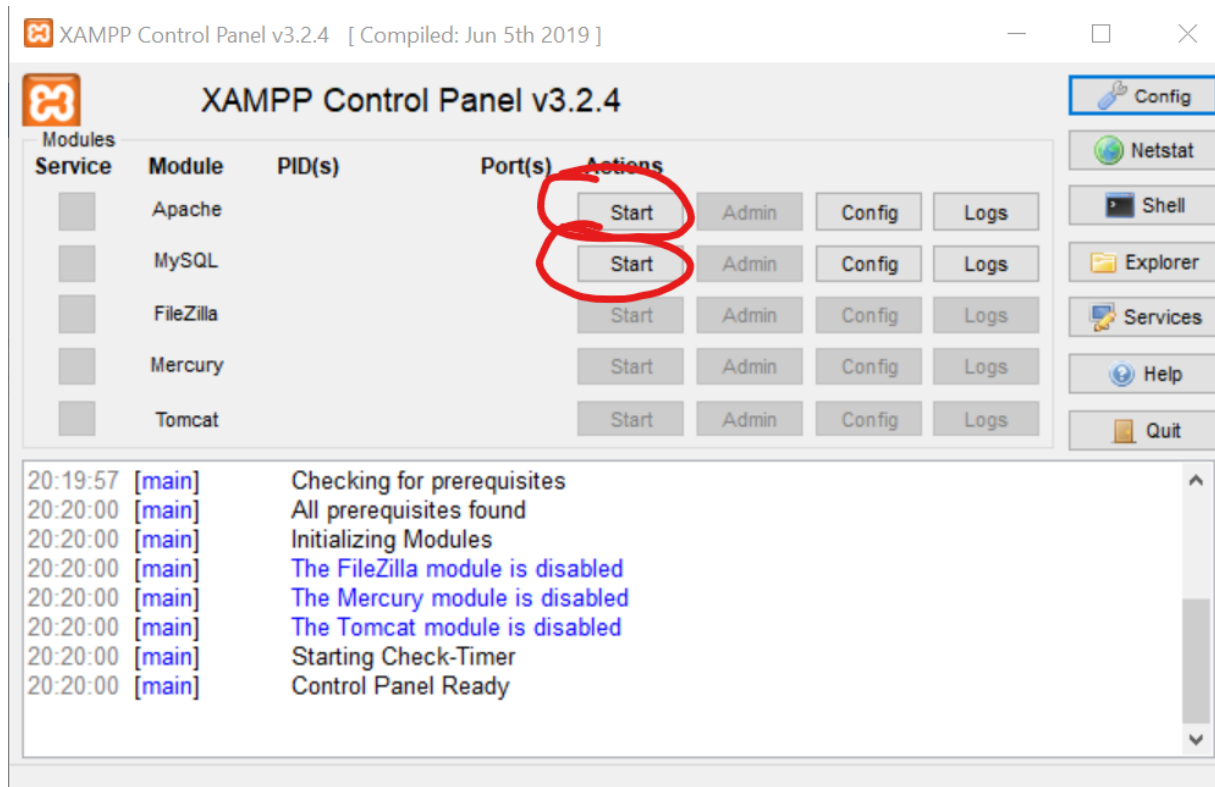 XAMPP Control Panel v3.2.4 [ Compiled: Jun 5th 2019 ]
XAMPP Control Panel v3.2.4
Config
Modules
Netstat
Service Module PID(s) Port(s) Actions
Apache Start Admin Config Logs
Shell
MySQL Start Admin Config Logs
Explorer
FileZilla Start Admin Config Logs
Services
Mercury Start Admin Config Logs
Help
Tomcat Start Admin Config Logs
Quit
20:19:57 [main] Checking for prerequisites
20:20:00 [main] All prerequisites found
20:20:00 [main] Initializing Modules
20:20:00 [main] The FileZilla module is disabled
20:20:00 [main] The Mercury module is disabled
20:20:00 [main] The Tomcat module is disabled
20:20:00 [main] Starting Check-Timer
20:20:00 [main] Control Panel Ready